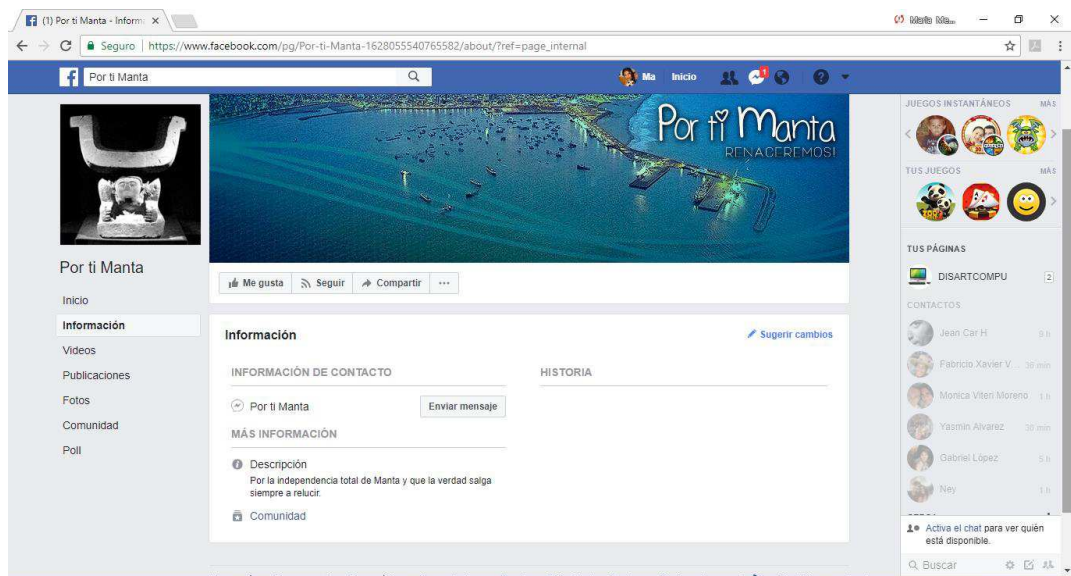 (1) Por ti Manta - Inform
Seguro
https://www.facebook.com/pg/Por-ti-Manta-1628055540765582/about/?ref=page_internal
Por ti Manta
Ma
Inicio
1
Por ti Manta
RENACEREMOS!
Por ti Manta
Inicio
Información
Videos
Publicaciones
Fotos
Comunidad
Poll
Me gusta
Seguir
Compartir
Información
Sugerir cambios
INFORMACIÓN DE CONTACTO
Por ti Manta
Enviar mensaje
MÁS INFORMACIÓN
Descripción
Por la independencia total de Manta y que la verdad salga
siempre a relucir.
Comunidad
HISTORIA
JUEGOS INSTANTÁNEOS
MÁS
TUS JUEGOS
MÁS
TUS PÁGINAS
DISARTCOMPU
2
CONTACTOS
Jean Car H
Fabricio Xavier V... 38 min
Monica Viteri Moreno 1 h
Yasmin Alvarez 38 min
Gabriel López 5 h
Ney 1 h
Activa el chat para ver quién
está disponible.
Buscar